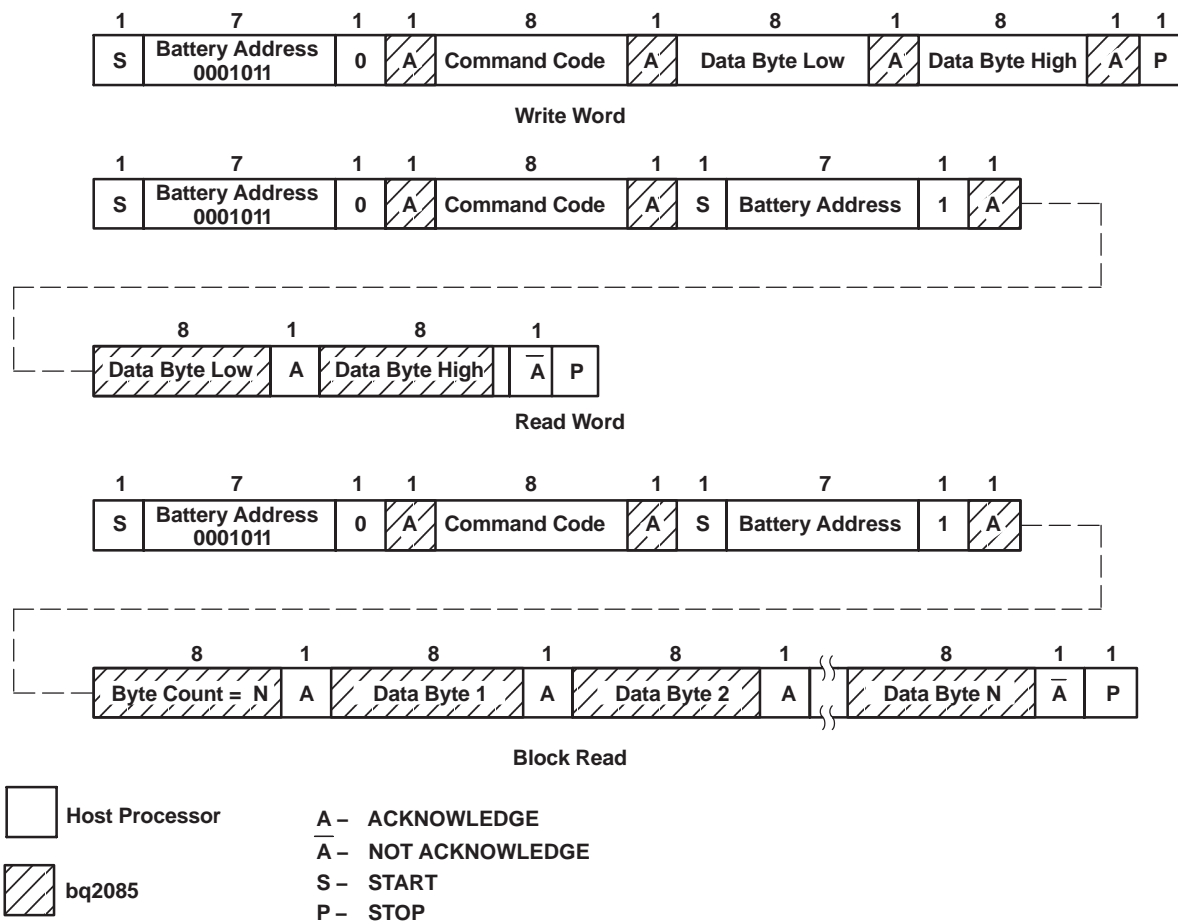 1 7 1 1 8 1 8 1 8 1 1
S Battery Address 0 A Command Code A Data Byte Low A Data Byte High A P
0001011
Write Word
1 7 1 1 8 1 1 7 1 1
S Battery Address 0 A Command Code A S Battery Address 1 A
0001011
8 1 8 1
Data Byte Low A Data Byte High A̅ P
Read Word
1 7 1 1 8 1 1 7 1 1
S Battery Address 0 A Command Code A S Battery Address 1 A
0001011
8 1 8 1 8 1 8 1 1
Byte Count = N A Data Byte 1 A Data Byte 2 A Data Byte N A̅ P
Block Read
Host Processor
bq2085
A – ACKNOWLEDGE
A̅ – NOT ACKNOWLEDGE
S – START
P – STOP